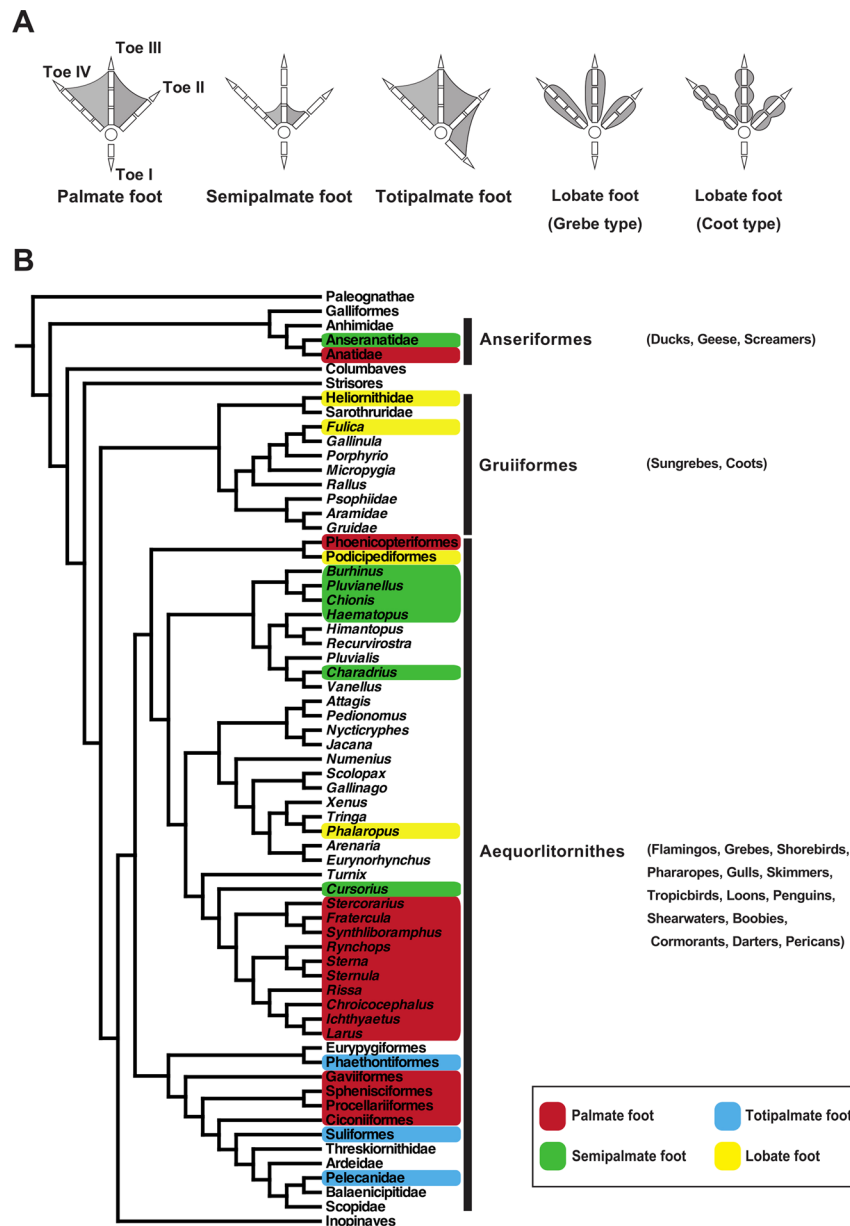 A
Toe III
Toe IV
Toe II
Toe I
Palmate foot
Semipalmate foot
Totipalmate foot
Lobate foot
(Grebe type)
Lobate foot
(Coot type)
B
Paleognathae
Galliformes
Anhimidae
Anseranatidae
Anatidae
Anseriformes
(Ducks, Geese, Screamers)
Columbaves
Strisores
Heliornithidae
Sarothruridae
Fulica
Gallinula
Porphyrio
Micropygia
Rallus
Psophiidae
Aramidae
Gruidae
Gruiiformes
(Sungrebes, Coots)
Phoenicopteriformes
Podicipediformes
Burhinus
Pluvianellus
Chionis
Haematopus
Himantopus
Recurvirostra
Pluvialis
Charadrius
Vanellus
Attagis
Pedionomus
Nycticryphes
Jacana
Numenius
Scolopax
Gallinago
Xenus
Tringa
Phalaropus
Arenaria
Eurynorhynchus
Turnix
Cursorius
Stercorarius
Fratercula
Synthliboramphus
Rynchops
Sterna
Sternula
Rissa
Chroicocephalus
Ichthyaetus
Larus
Eurypygiformes
Phaethontiformes
Gaviiformes
Sphenisciformes
Procellariiformes
Ciconiiformes
Suliformes
Threskiornithidae
Ardeidae
Pelecanidae
Balaenicipitidae
Scopidae
Inopinaves
Aequorlitornithes
(Flamingos, Grebes, Shorebirds,
Phararopes, Gulls, Skimmers,
Tropicbirds, Loons, Penguins,
Shearwaters, Boobies,
Cormorants, Darters, Pericans)
Palmate foot
Totipalmate foot
Semipalmate foot
Lobate foot